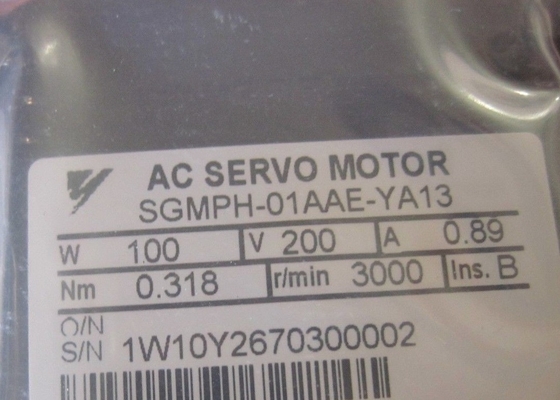 AC SERVO MOTOR
SGMPH-01AAE-YA13
W 100 V 200 A 0.89
Nm 0.318 r/min 3000 Ins. B
O/N
S/N 1W10Y2670300002